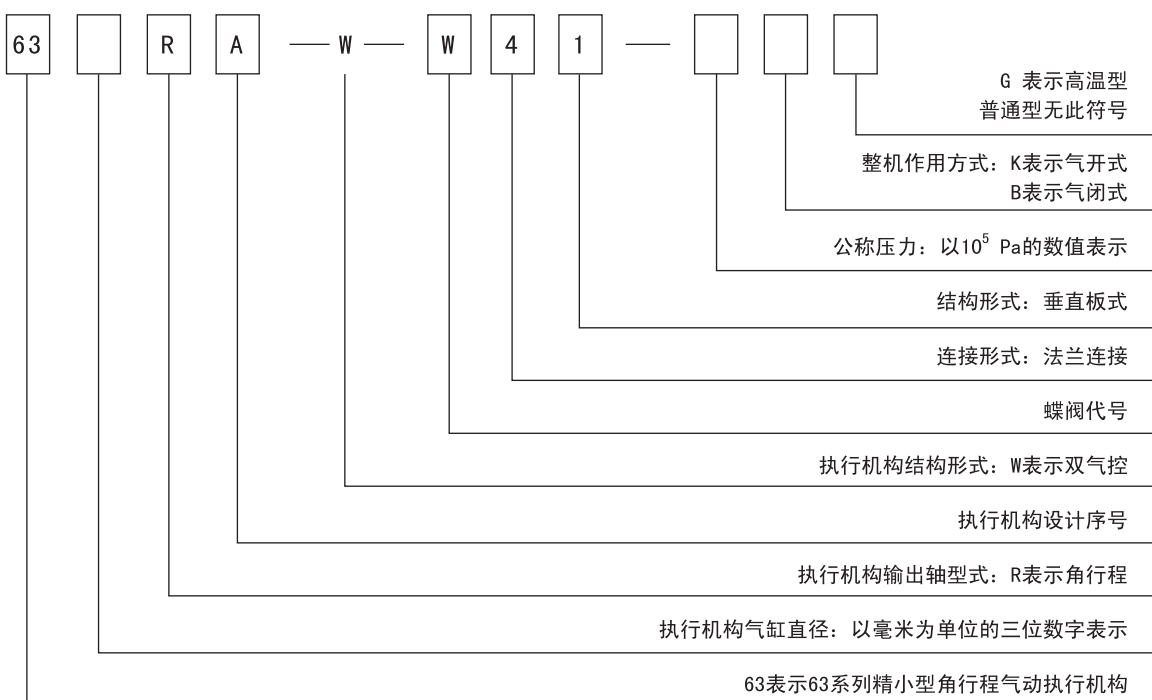 63 R A — W — W 4 1 —
G 表示高温型
普通型无此符号
整机作用方式：K表示气开式
B表示气闭式
公称压力：以10⁵ Pa的数值表示
结构形式：垂直板式
连接形式：法兰连接
蝶阀代号
执行机构结构形式：W表示双气控
执行机构设计序号
执行机构输出轴型式：R表示角行程
执行机构气缸直径：以毫米为单位的三位数字表示
63表示63系列精小型角行程气动执行机构